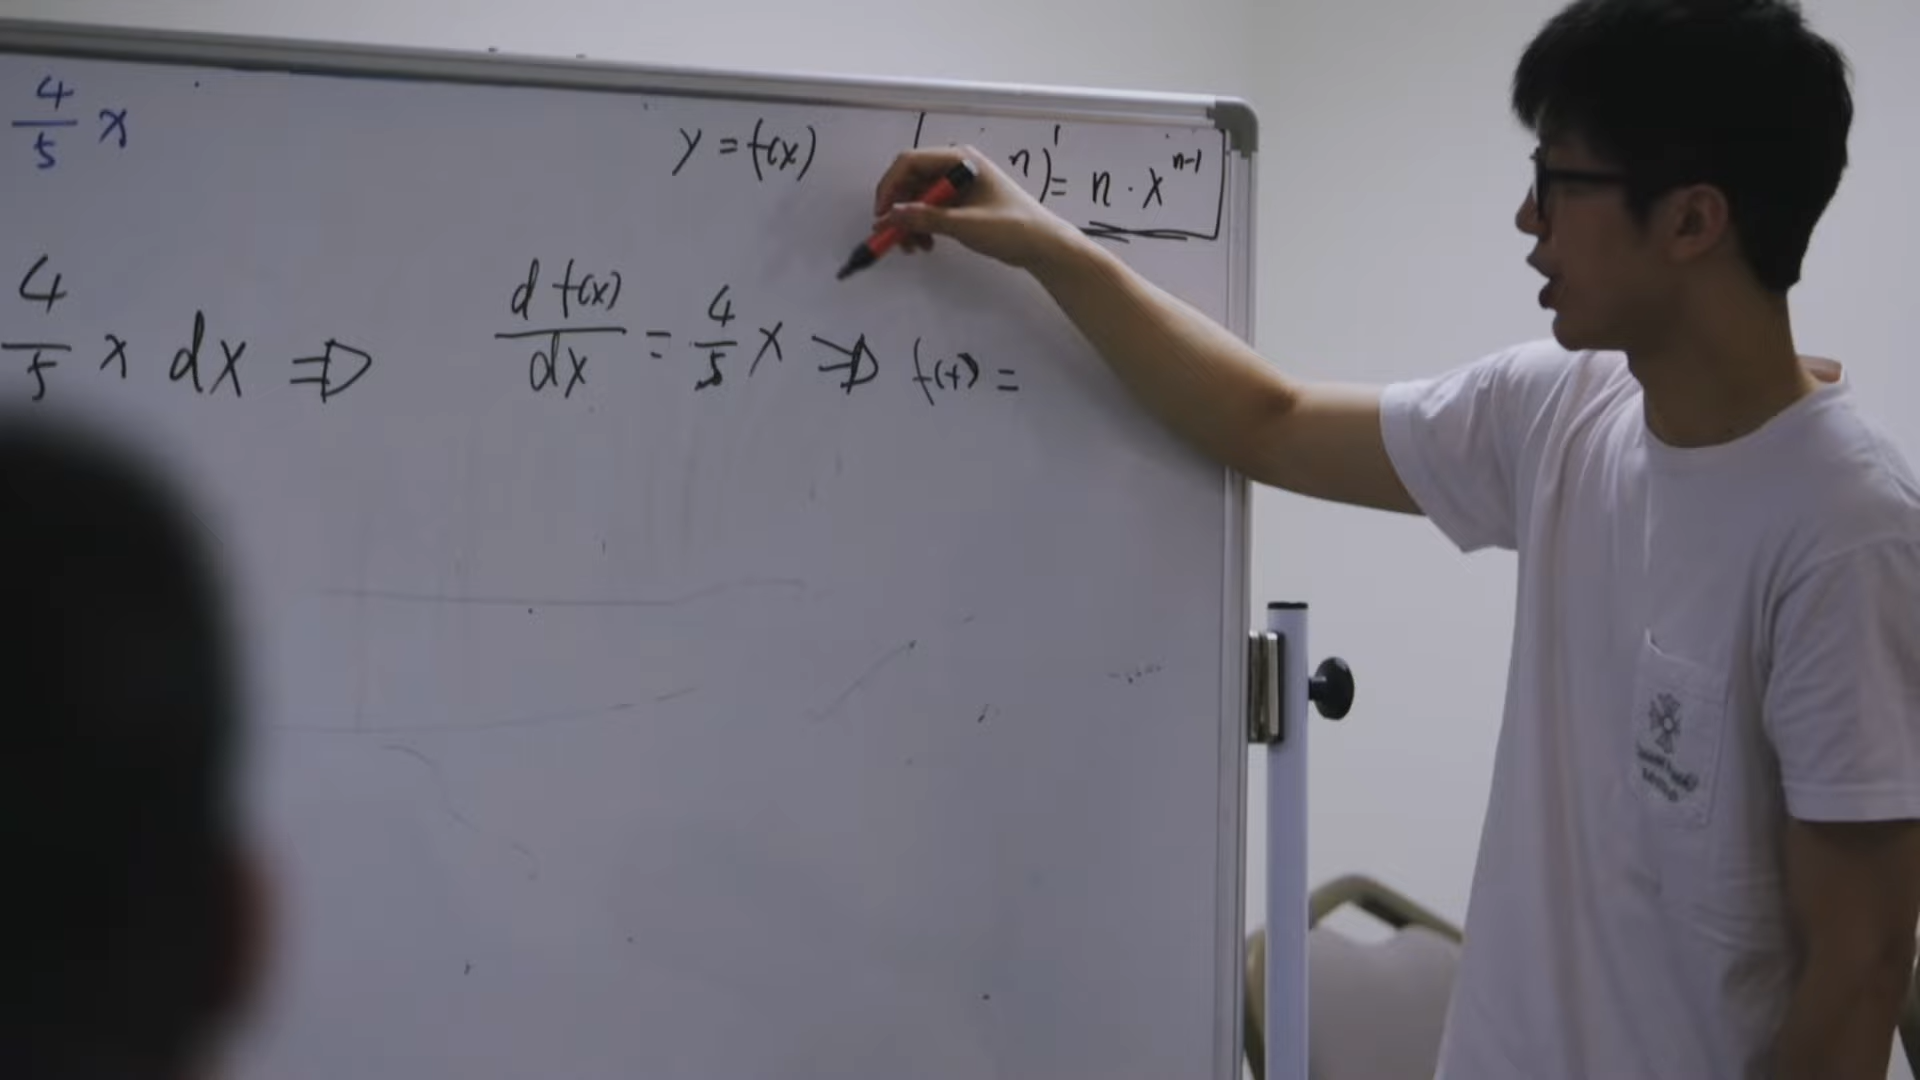 4/5 x
y = f(x)
n)' = n · x^(n-1)
4/5 x dx ⇒
d f(x)/dx = 4/5 x ⇒ f(x) =